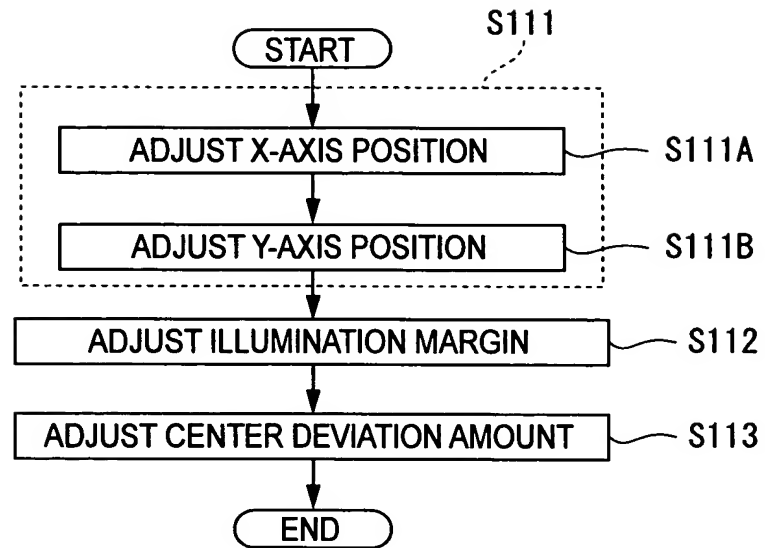 S111
START
ADJUST X-AXIS POSITION S111A
ADJUST Y-AXIS POSITION S111B
ADJUST ILLUMINATION MARGIN S112
ADJUST CENTER DEVIATION AMOUNT S113
END